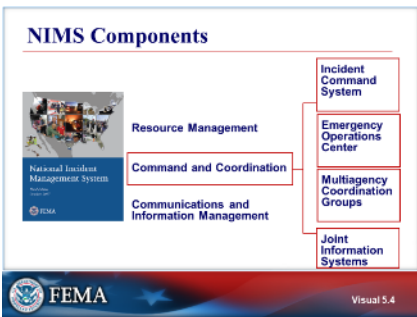 NIMS Components
Incident
Command
System
Resource Management
Emergency
Operations
Center
National Incident
Management System
FEMA
Command and Coordination
Multiagency
Coordination
Groups
Communications and
Information Management
Joint
Information
Systems
FEMA
Visual 5.4